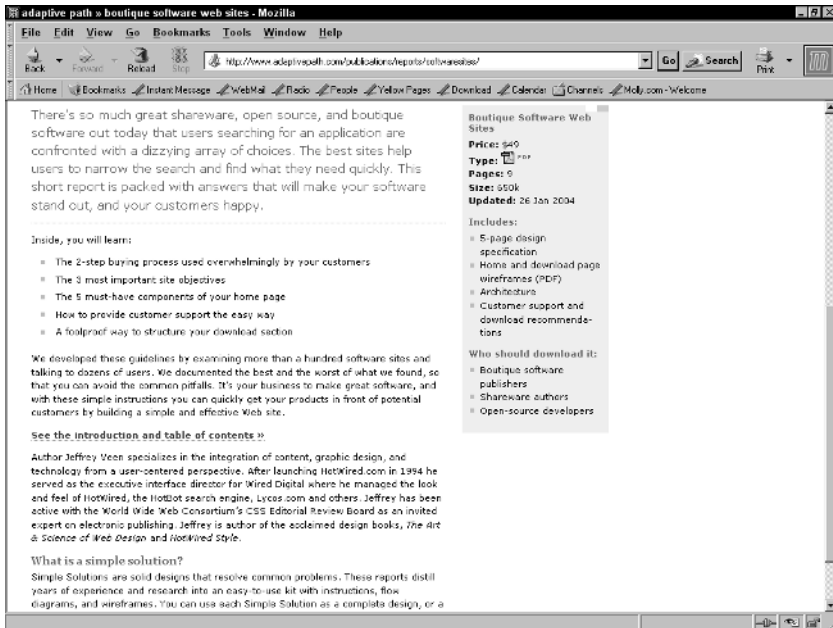 adaptive path » boutique software web sites - Mozilla
File Edit View Go Bookmarks Tools Window Help
Back Forward Reload Stop http://www.adaptivepath.com/publications/reports/softwaresites/ Go Search Print
Home Bookmarks Instant Message WebMail Radio People Yellow Pages Download Calendar Channels Molly.com - Welcome
There's so much great shareware, open source, and boutique
software out today that users searching for an application are
confronted with a dizzying array of choices. The best sites help
users to narrow the search and find what they need quickly. This
short report is packed with answers that will make your software
stand out, and your customers happy.
Inside, you will learn:
The 2-step buying process used overwhelmingly by your customers
The 3 most important site objectives
The 5 must-have components of your home page
How to provide customer support the easy way
A foolproof way to structure your download section
We developed these guidelines by examining more than a hundred software sites and
talking to dozens of users. We documented the best and the worst of what we found, so
that you can avoid the common pitfalls. It's your business to make great software, and
with these simple instructions you can quickly get your products in front of potential
customers by building a simple and effective Web site.
See the Introduction and table of contents »
Author Jeffrey Veen specializes in the integration of content, graphic design, and
technology from a user-centered perspective. After launching HotWired.com in 1994 he
served as the executive interface director for Wired Digital where he managed the look
and feel of HotWired, the HotBot search engine, Lycos.com and others. Jeffrey has been
active with the World Wide Web Consortium's CSS Editorial Review Board as an invited
expert on electronic publishing. Jeffrey is author of the acclaimed design books, The Art
& Science of Web Design and HotWired Style.
What is a simple solution?
Simple Solutions are solid designs that resolve common problems. These reports distill
years of experience and research into an easy-to-use kit with instructions, flow
diagrams, and wireframes. You can use each Simple Solution as a complete design, or a
Boutique Software Web
Sites
Price: $49
Type: PDF
Pages: 9
Size: 650k
Updated: 26 Jan 2004
Includes:
5-page design
specification
Home and download page
wireframes (PDF)
Architecture
Customer support and
download recommenda-
tions
Who should download it:
Boutique software
publishers
Shareware authors
Open-source developers